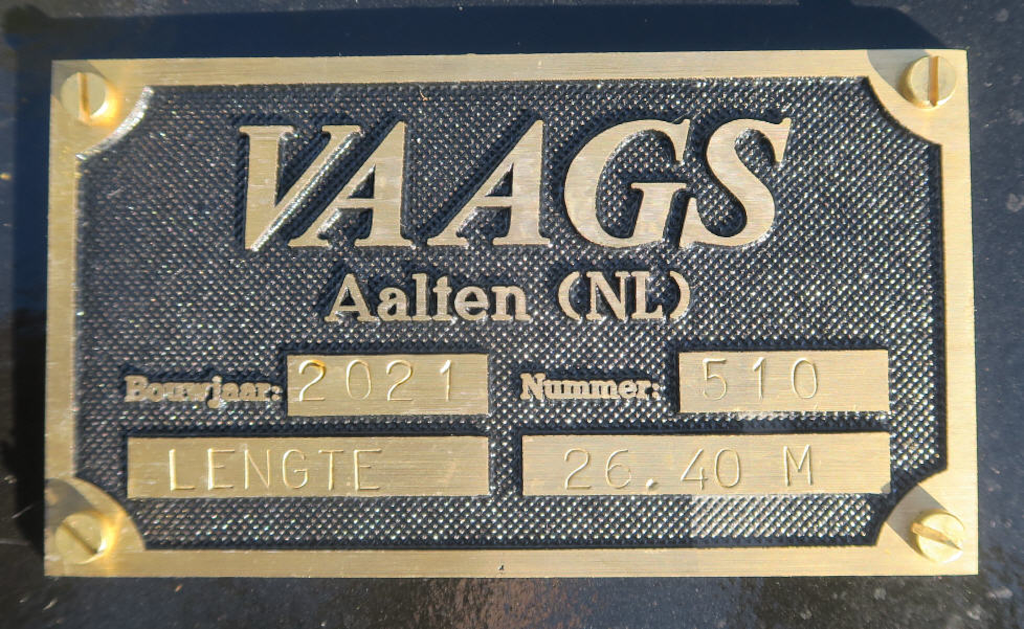 VAAGS
Aalten (NL)
Bouwjaar: 2021 Nummer: 510
LENGTE 26.40 M